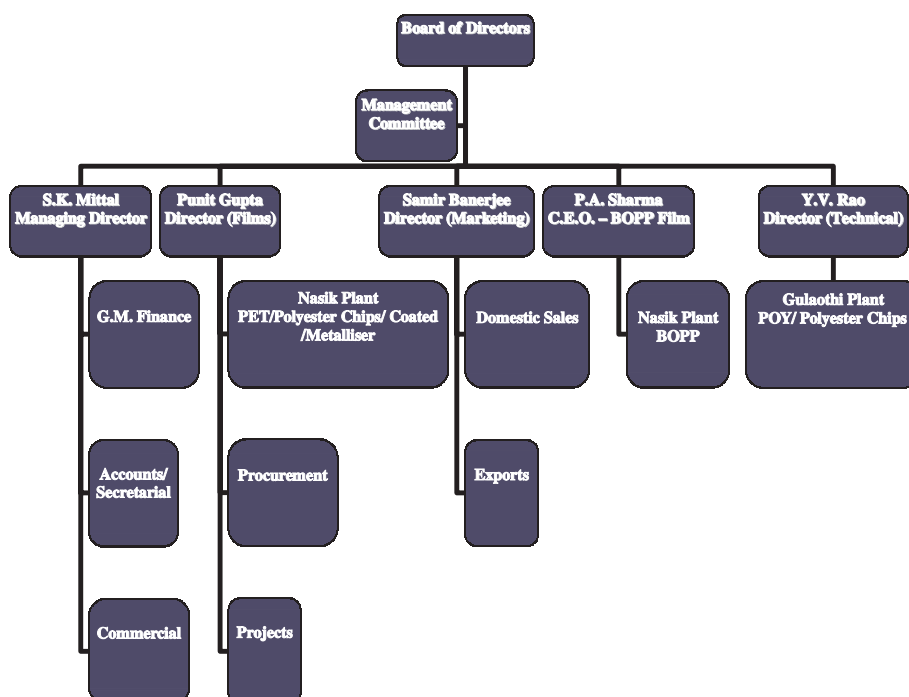 Board of Directors
Management
Committee
S.K. Mittal
Managing Director
Punit Gupta
Director (Films)
Samir Banerjee
Director (Marketing)
P.A. Sharma
C.E.O. – BOPP Film
Y.V. Rao
Director (Technical)
G.M. Finance
Nasik Plant
PET/Polyester Chips/ Coated
/Metalliser
Domestic Sales
Nasik Plant
BOPP
Gulaothi Plant
POY/ Polyester Chips
Accounts/
Secretarial
Procurement
Exports
Commercial
Projects